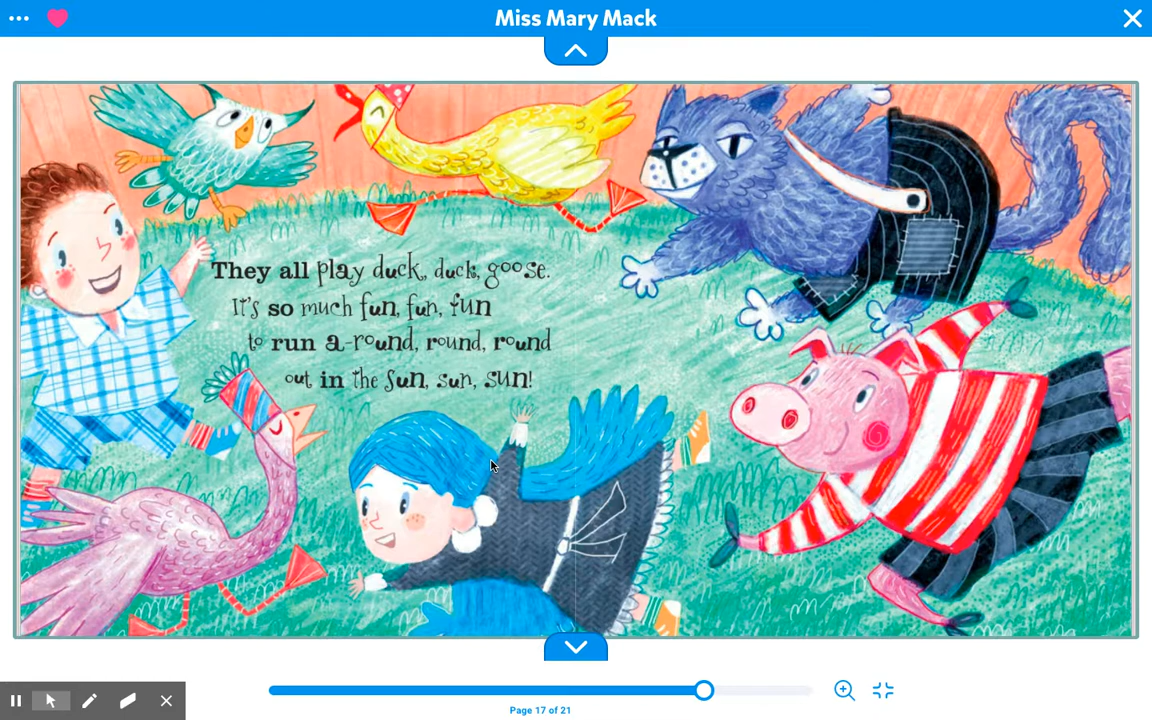 Miss Mary Mack
They all play duck, duck, goose.
It's so much fun, fun, fun
to run a-round, round, round
out in the sun, sun, sun!
Page 17 of 21